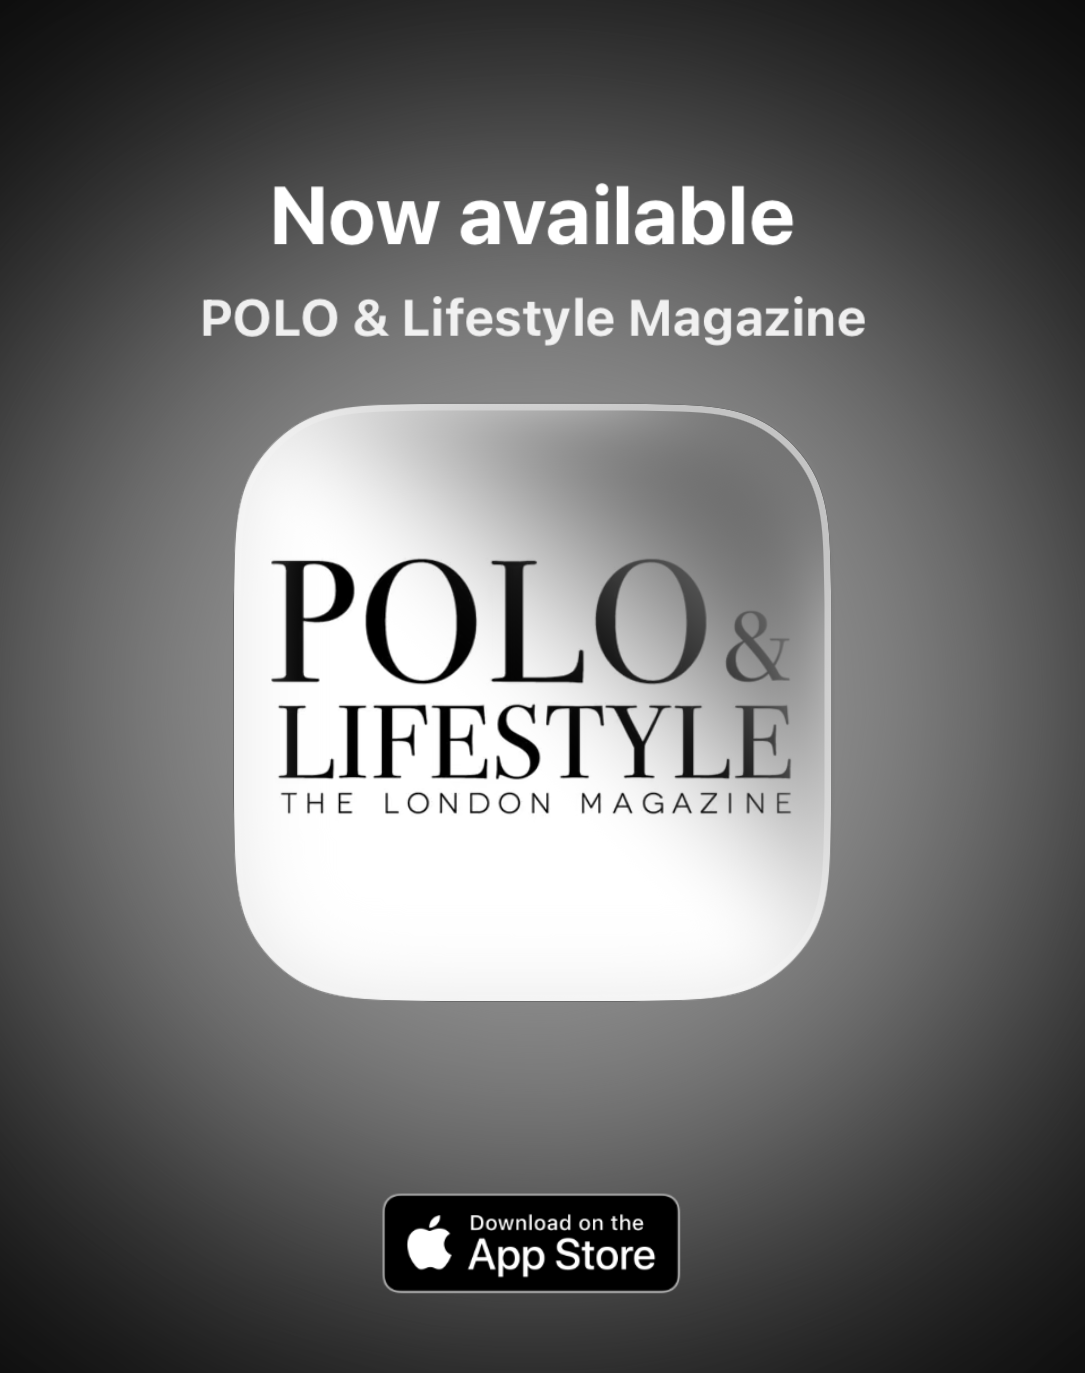 Now available
POLO & Lifestyle Magazine
POLO &
LIFESTYLE
THE LONDON MAGAZINE
Download on the
App Store